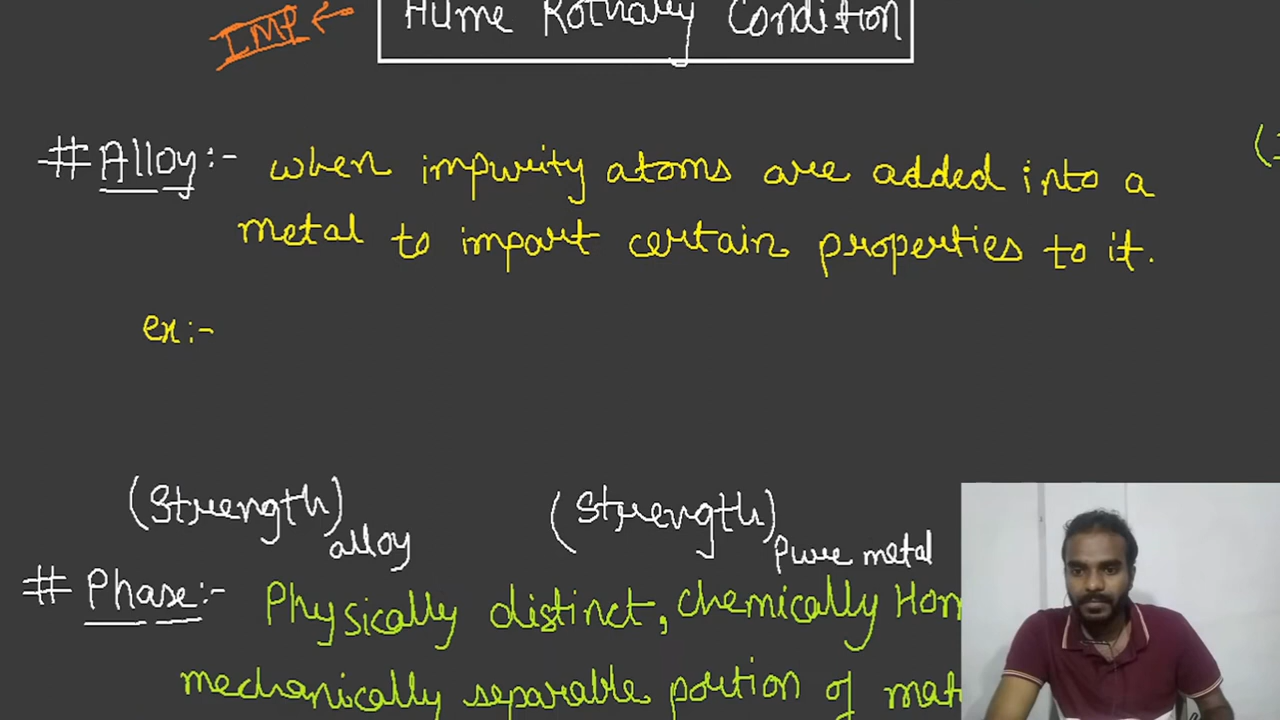 IMP ← Hume Rothary Condition
# Alloy :- when impurity atoms are added into a
metal to impart certain properties to it.
ex :-
(Strength)alloy (Strength)pure metal
# Phase :- Physically distinct, chemically Hom
mechanically separable portion of mat